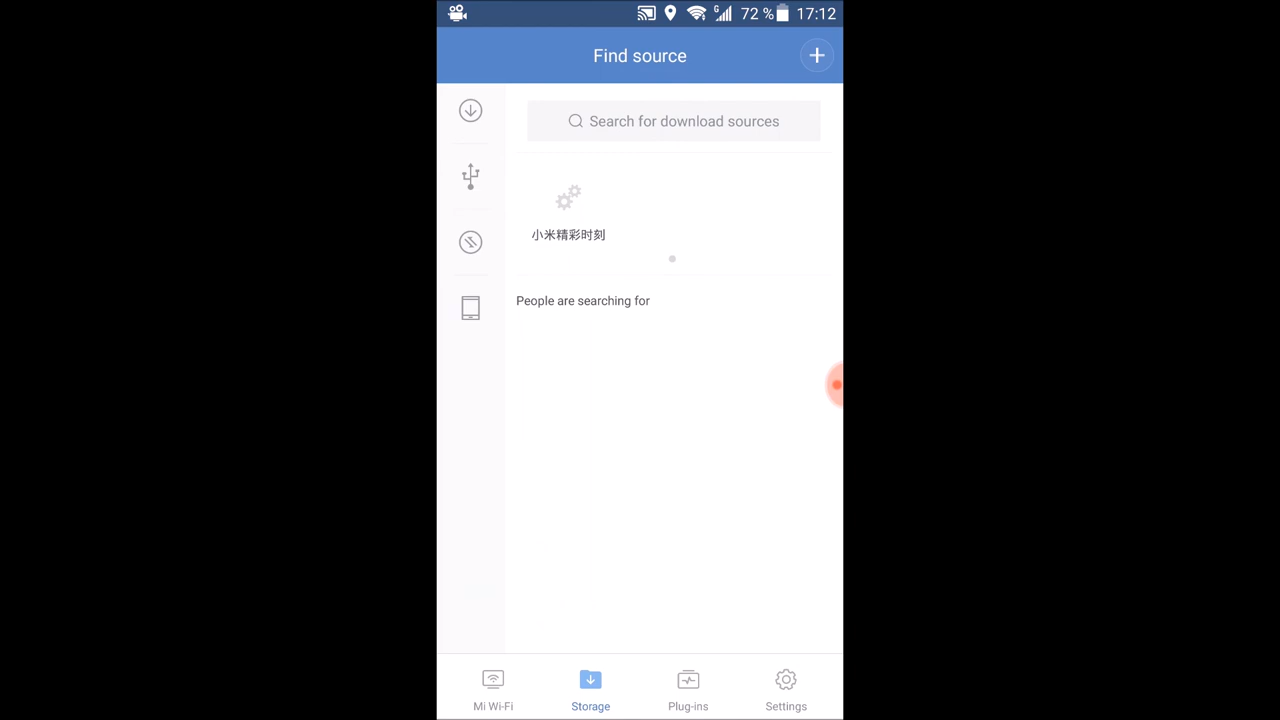 G 72 % 17:12
Find source
Search for download sources
小米精彩时刻
People are searching for
Mi Wi-Fi Storage Plug-ins Settings